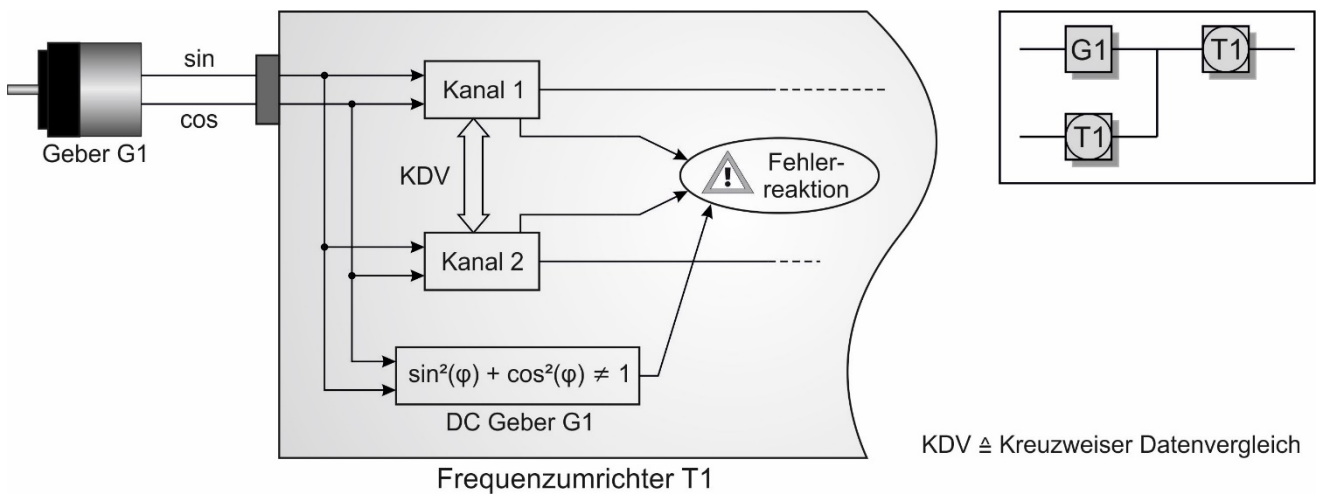 sin
cos
Geber G1
Kanal 1
KDV
Kanal 2
Fehler-
reaktion
sin²(φ) + cos²(φ) ≠ 1
DC Geber G1
Frequenzumrichter T1
G1
T1
T1
KDV ≙ Kreuzweiser Datenvergleich